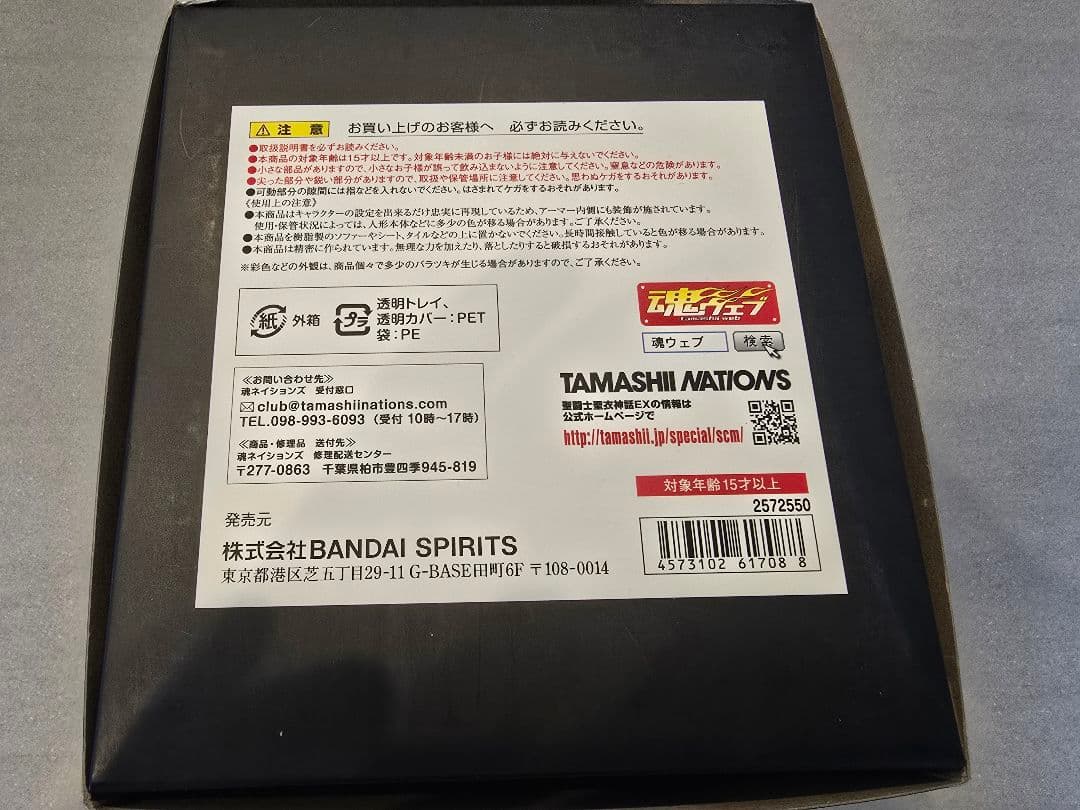 ⚠ 注 意 お買い上げのお客様へ 必ずお読みください。
●取扱説明書を必ずお読みください。
●本商品の対象年齢は15才以上です。対象年齢未満のお子様には絶対に与えないでください。
●小さな部品がありますので、小さなお子様が誤って飲み込まないように注意してください。窒息などの危険があります。
●尖った部分や鋭い部分がありますので、取扱や保管場所に注意してください。思わぬケガをするおそれがあります。
●可動部分の隙間には指などを入れないでください。はさまれてケガをするおそれがあります。
《使用上の注意》
●本商品はキャラクターの設定を出来るだけ忠実に再現しているため、アーマー内側にも装飾が施されています。
使用・保管状況によっては、人形本体などに多少の色が移る場合があります。ご了承ください。
●本商品を樹脂製のソファーやシート、タイルなどの上に置かないでください。長時間接触していると色が移る場合があります。
●本商品は精密に作られています。無理な力を加えたり、落としたりすると破損するおそれがあります。
※彩色などの外観は、商品個々で多少のバラツキが生じる場合がありますので、ご了承ください。
紙 外箱
プラ 透明トレイ、
透明カバー:PET
袋:PE
魂ウェブ
tamashii web
魂ウェブ 検索
≪お問い合わせ先≫
魂ネイションズ 受付窓口
club@tamashiinations.com
TEL.098-993-6093 (受付 10時〜17時)
≪商品・修理品 送付先≫
魂ネイションズ 修理配送センター
〒277-0863 千葉県柏市豊四季945-819
TAMASHII NATIONS
聖闘士聖衣神話EXの情報は
公式ホームページで
http://tamashii.jp/special/scm/
対象年齢15才以上
2572550
4573102 617088
発売元
株式会社BANDAI SPIRITS
東京都港区芝五丁目29-11 G-BASE田町6F 〒108-0014